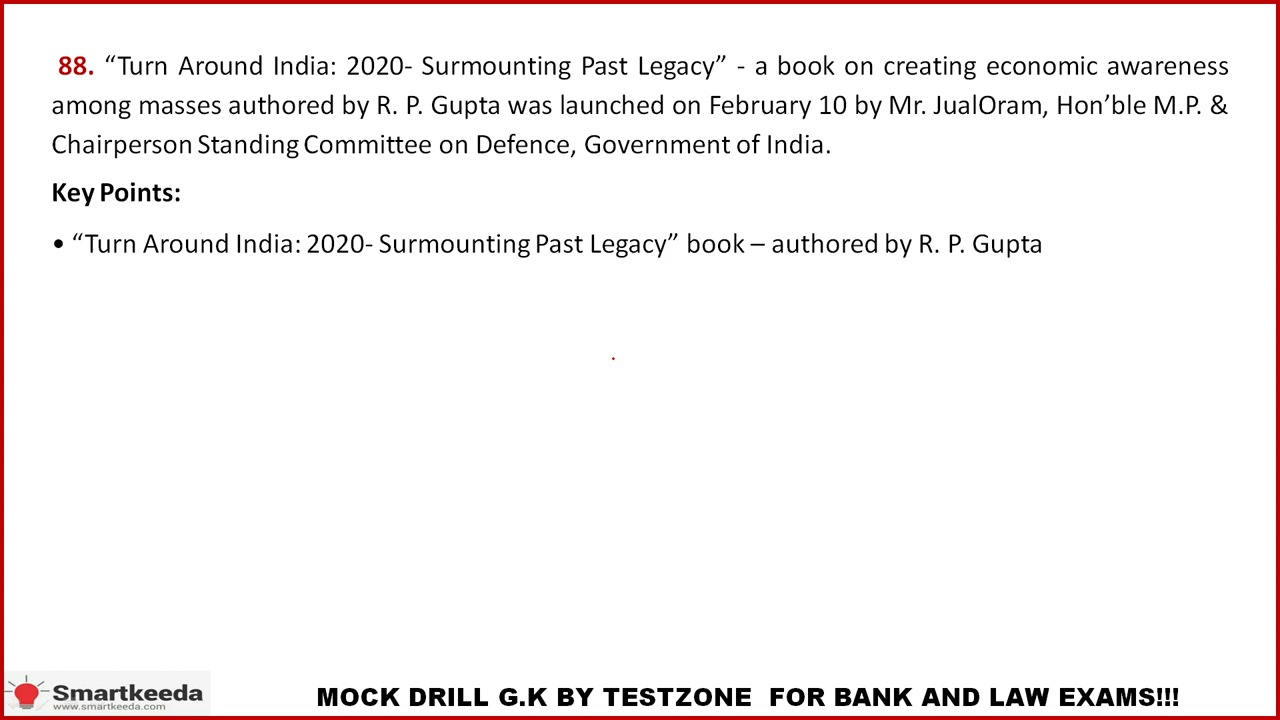 88. “Turn Around India: 2020- Surmounting Past Legacy” - a book on creating economic awareness
among masses authored by R. P. Gupta was launched on February 10 by Mr. JualOram, Hon’ble M.P. &
Chairperson Standing Committee on Defence, Government of India.
Key Points:
• “Turn Around India: 2020- Surmounting Past Legacy” book – authored by R. P. Gupta
Smartkeeda
www.smartkeeda.com
MOCK DRILL G.K BY TESTZONE FOR BANK AND LAW EXAMS!!!